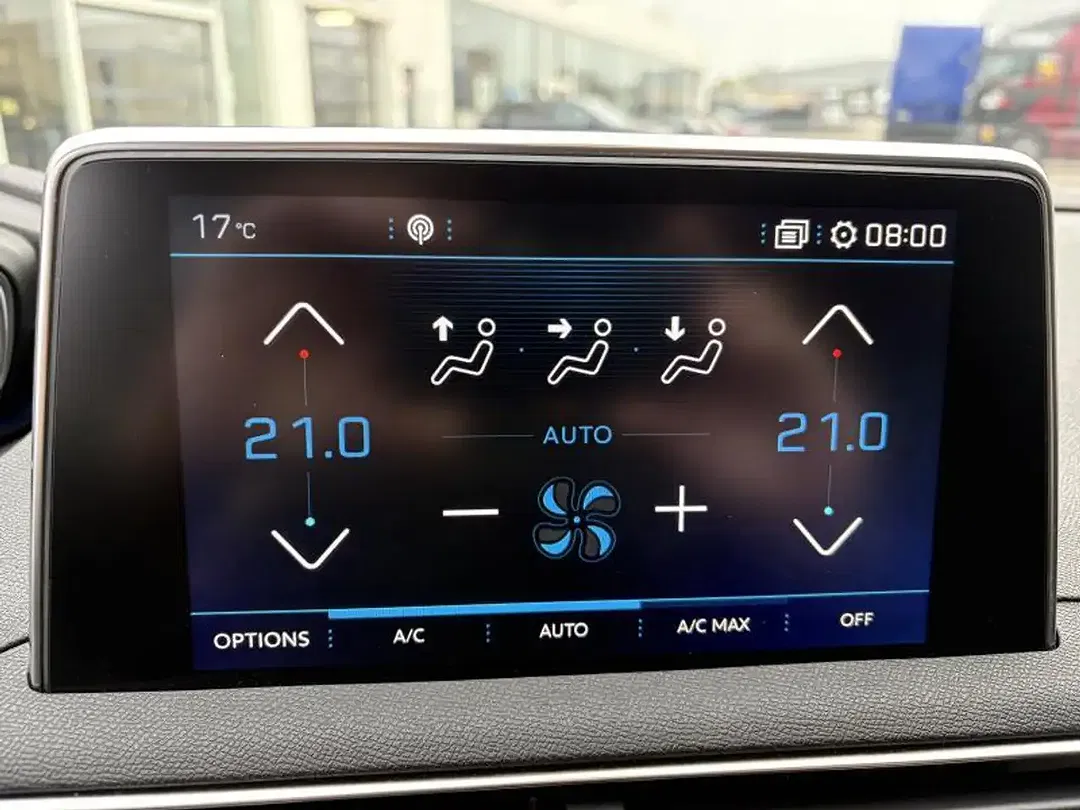 17 °C 08:00
21.0 21.0
AUTO
OPTIONS A/C AUTO A/C MAX OFF